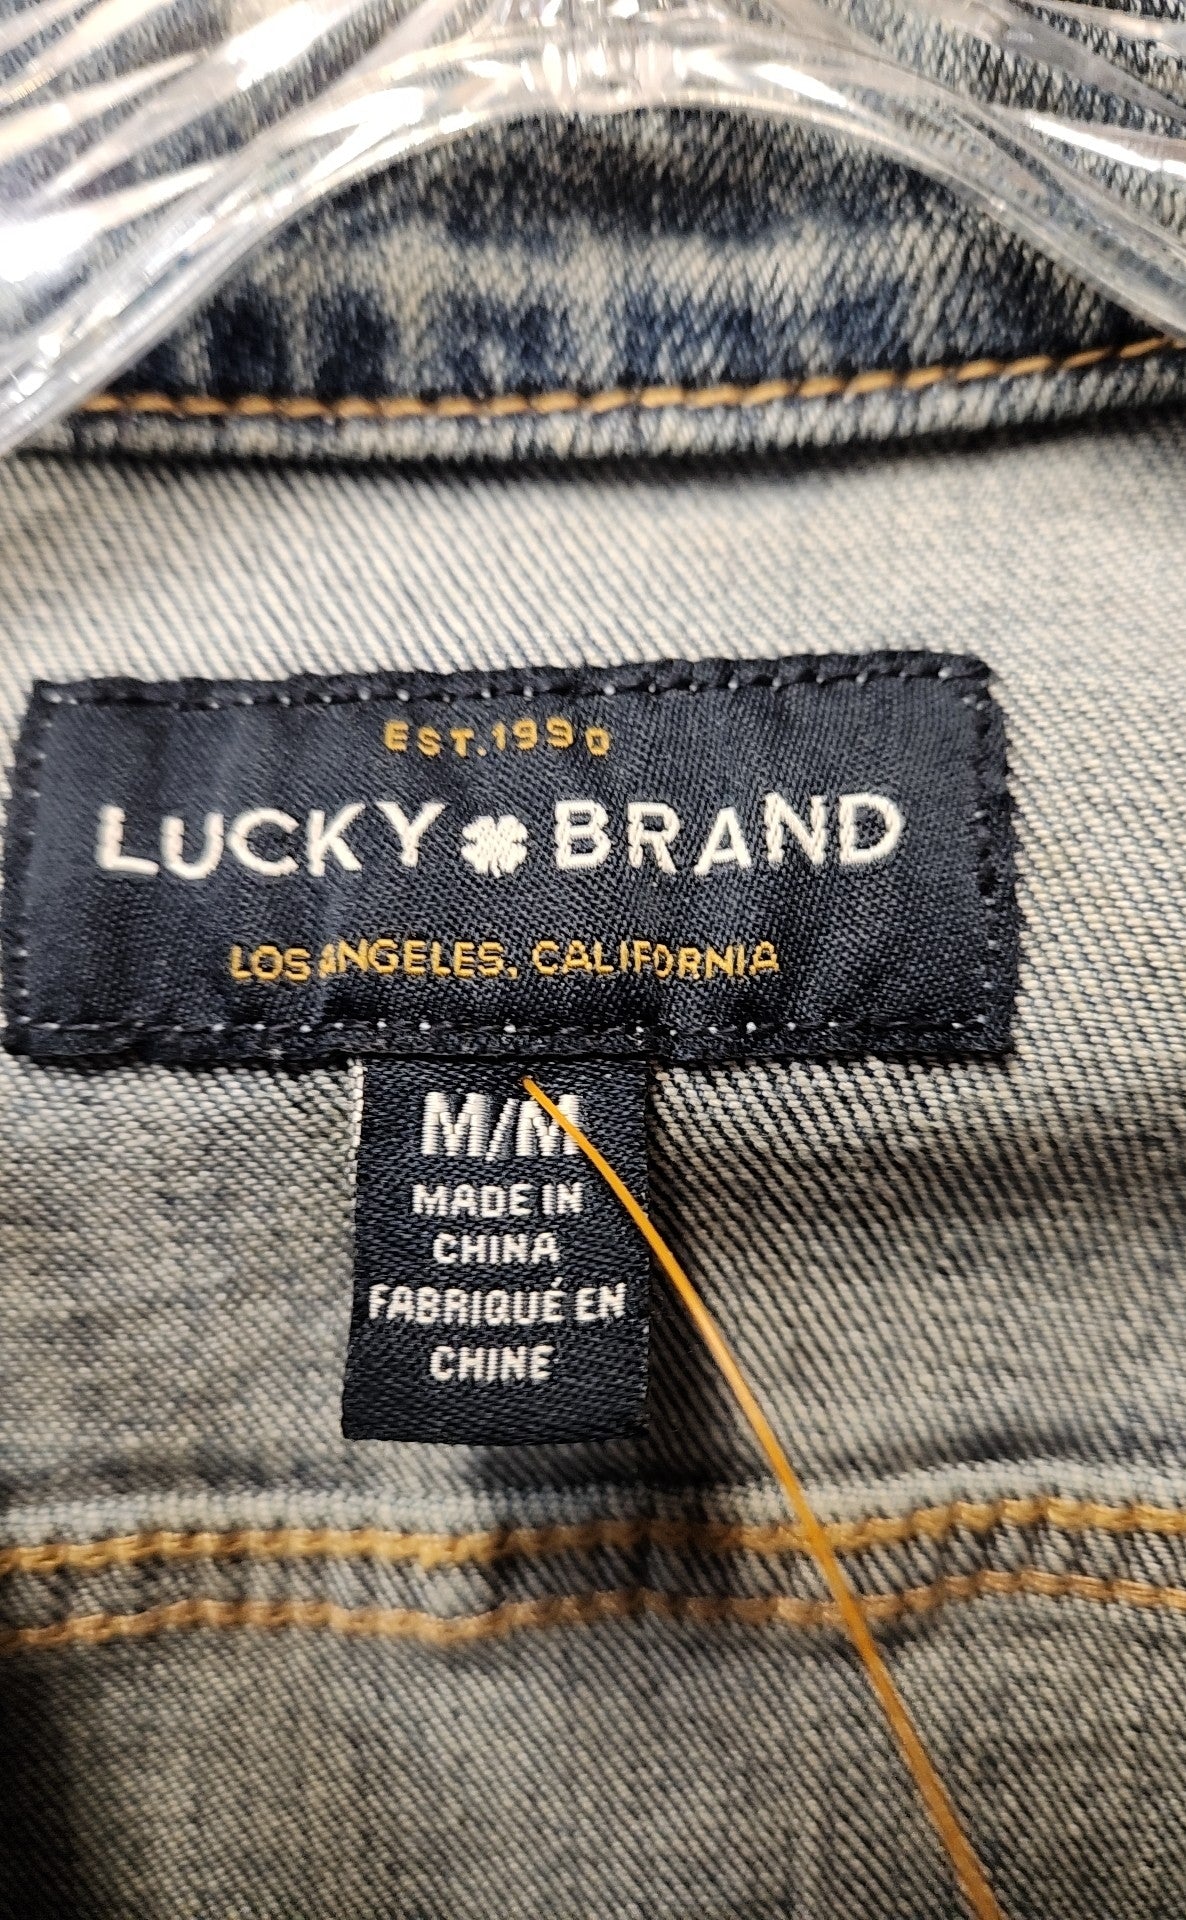 EST. 1990
LUCKY BRAND
LOS ANGELES, CALIFORNIA
M/M
MADE IN
CHINA
FABRIQUÉ EN
CHINE